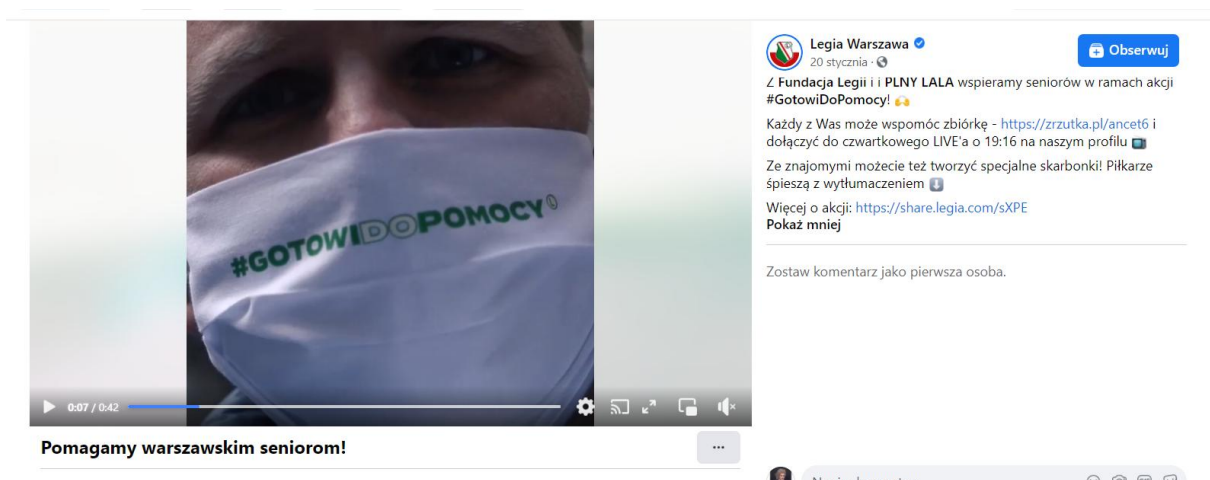 #GOTOWIDOPOMOCY
0:07 / 0:42
Pomagamy warszawskim seniorom!
Legia Warszawa
20 stycznia
Obserwuj
Z Fundacja Legii i i PLNY LALA wspieramy seniorów w ramach akcji
#GotowiDoPomocy! 🙌
Każdy z Was może wspomóc zbiórkę - https://zrzutka.pl/ancet6 i
dołączyć do czwartkowego LIVE'a o 19:16 na naszym profilu 📺
Ze znajomymi możecie też tworzyć specjalne skarbonki! Piłkarze
śpieszą z wytłumaczeniem ⬇️
Więcej o akcji: https://share.legia.com/sXPE
Pokaż mniej
Zostaw komentarz jako pierwsza osoba.